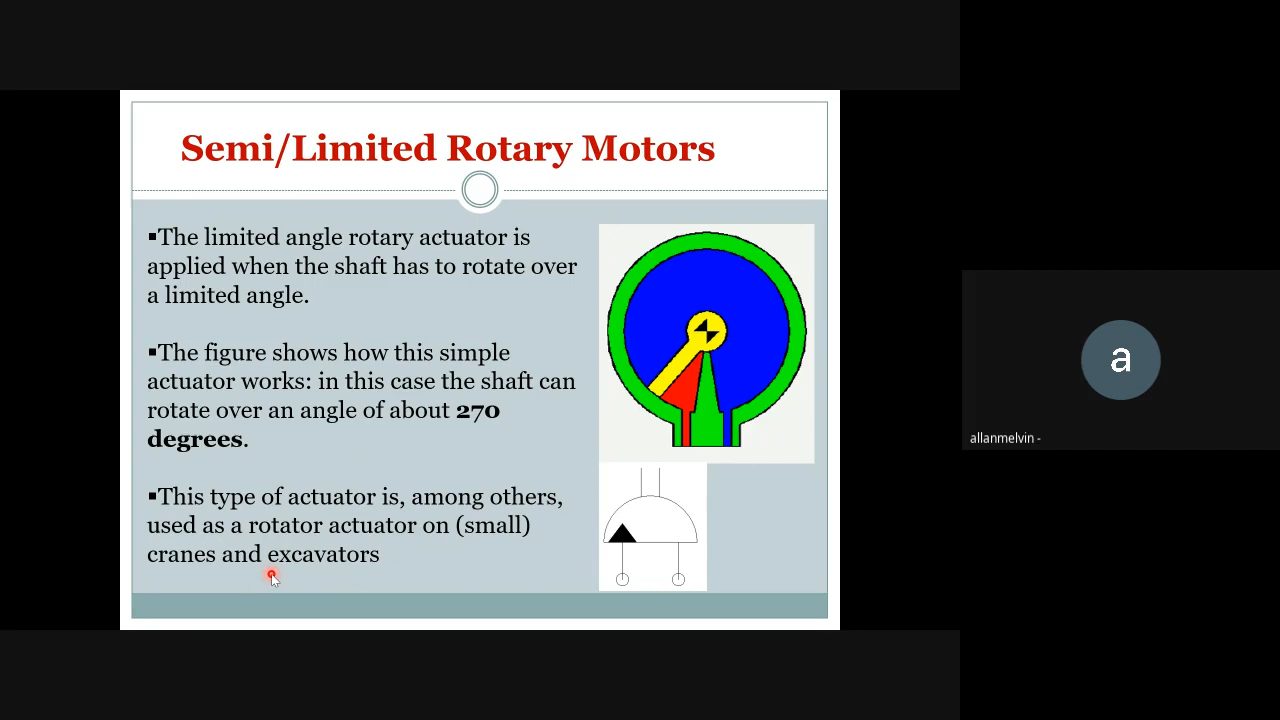 Semi/Limited Rotary Motors
▪The limited angle rotary actuator is
applied when the shaft has to rotate over
a limited angle.
▪The figure shows how this simple
actuator works: in this case the shaft can
rotate over an angle of about 270
degrees.
▪This type of actuator is, among others,
used as a rotator actuator on (small)
cranes and excavators
a
allanmelvin -